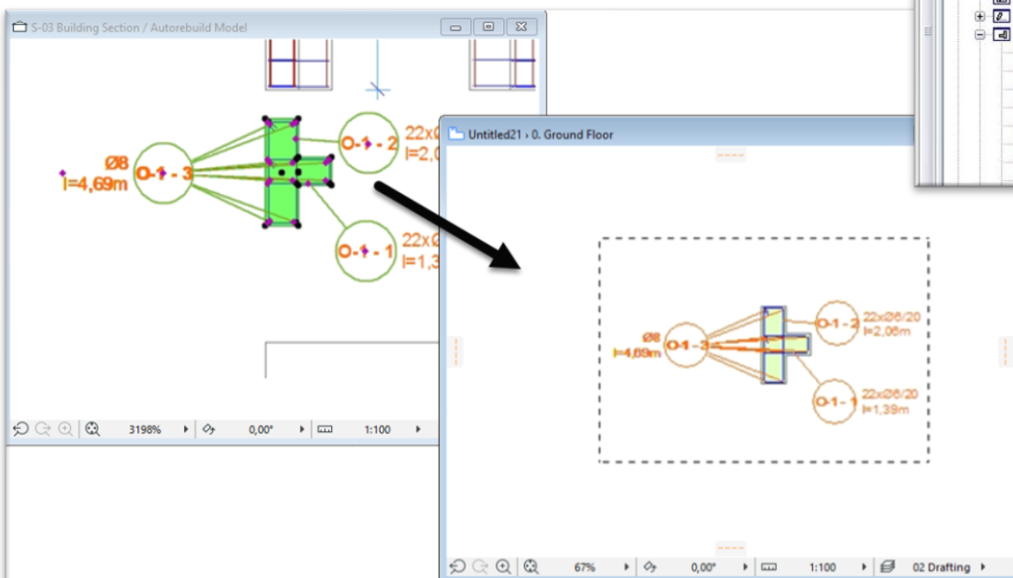 S-03 Building Section / Autorebuild Model
22xØ
l=2,0
O-1 - 2
Ø8
l=4,69m
O-1 - 3
O-1 - 1
22xØ
l=1,3
3198%
0,00°
1:100
Untitled21 › 0. Ground Floor
O-1 - 2
22xØ6/20
l=2,06m
Ø8
l=4,69m
O-1 - 3
O-1 - 1
22xØ6/20
l=1,39m
67%
0,00°
1:100
02 Drafting